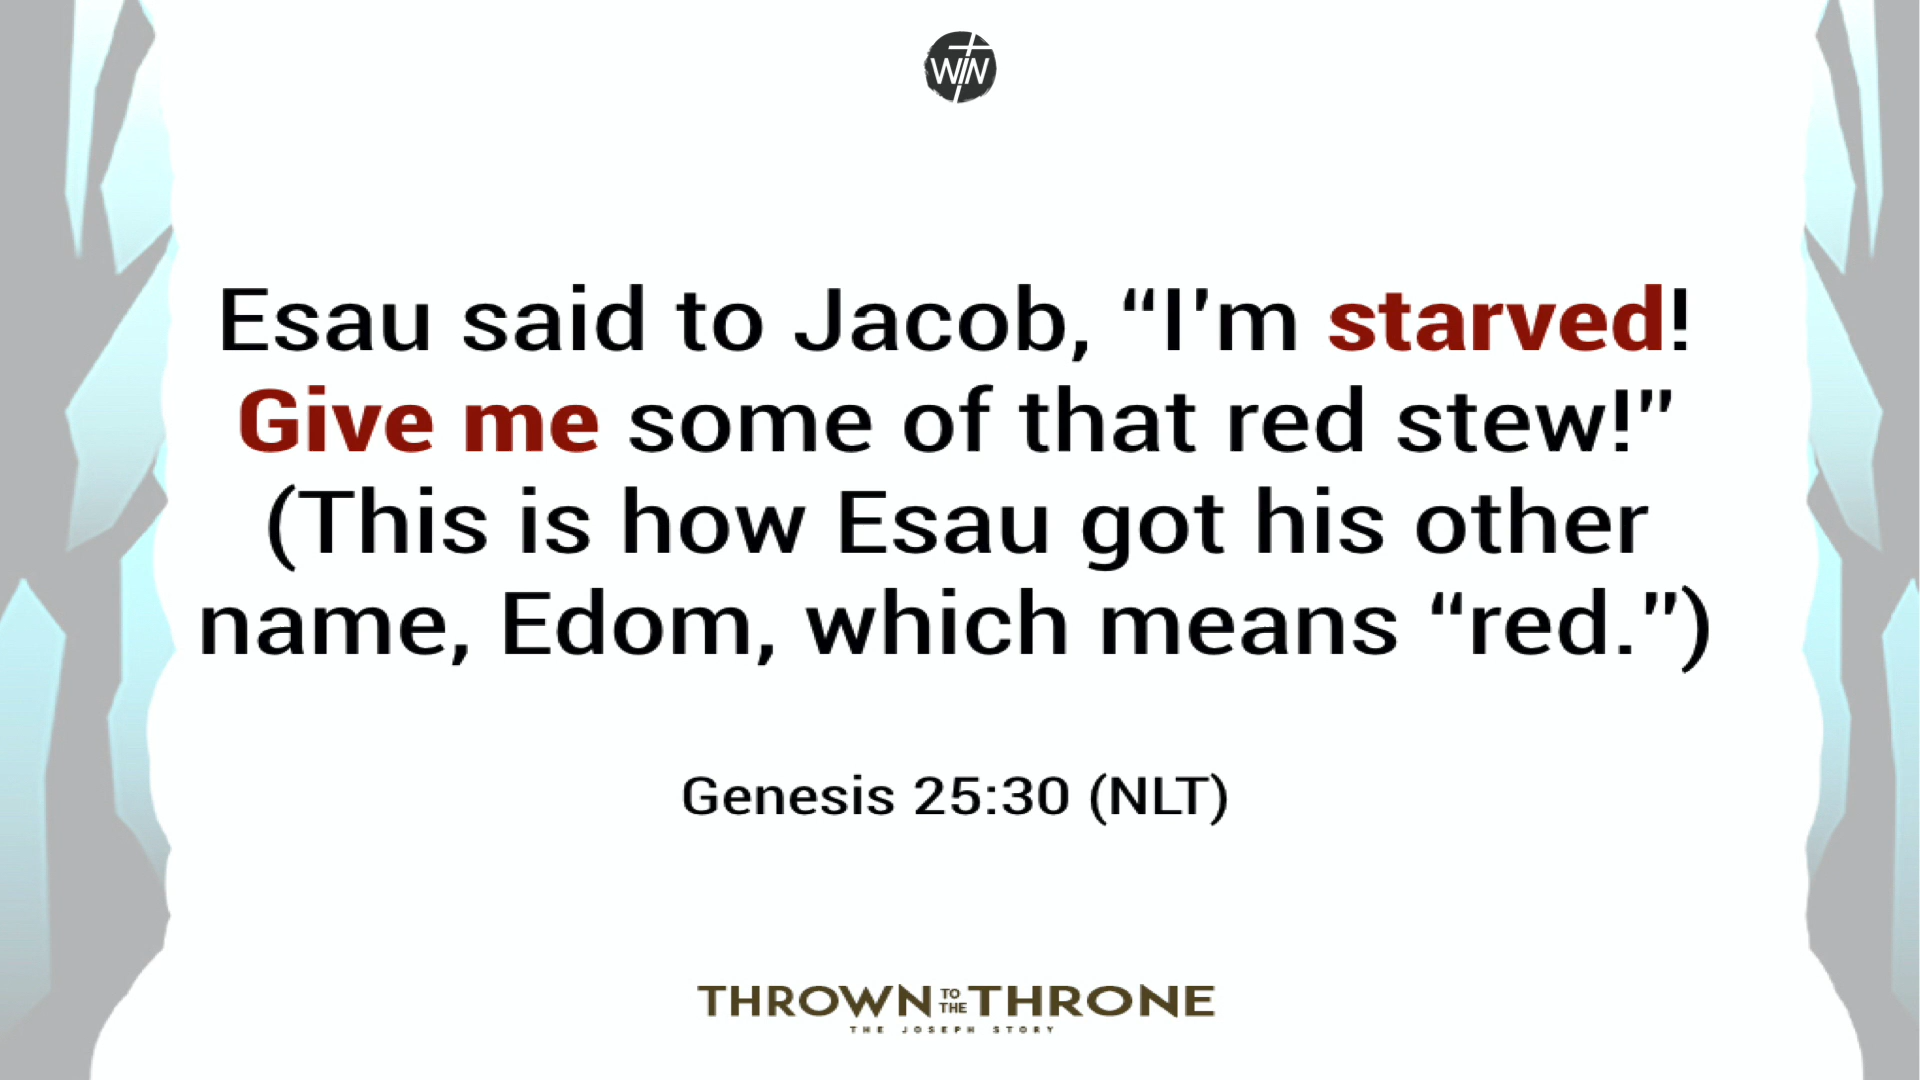 WIN
Esau said to Jacob, “I’m starved!
Give me some of that red stew!”
(This is how Esau got his other
name, Edom, which means “red.”)
Genesis 25:30 (NLT)
THROWN TO THE THRONE
THE JOSEPH STORY